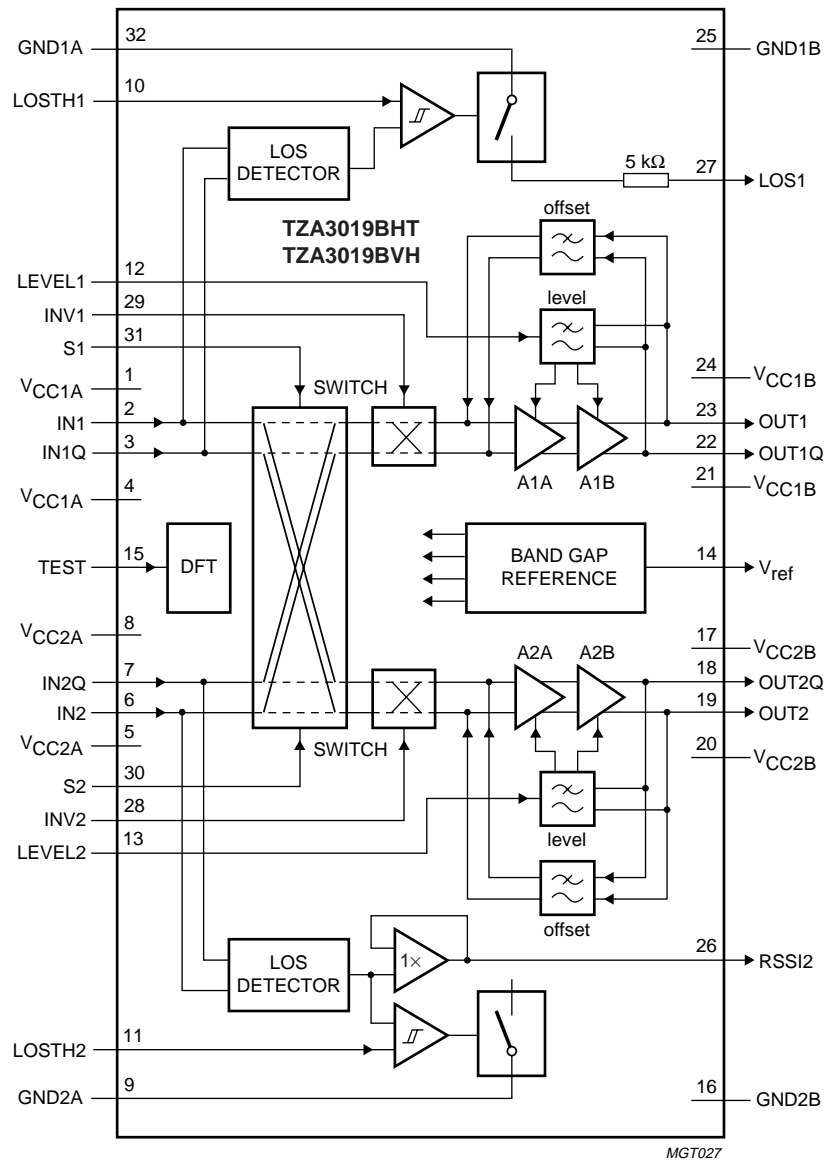 GND1A 32
25 GND1B
LOSTH1 10
LOS
DETECTOR
5 kΩ
27 LOS1
TZA3019BHT
TZA3019BVH
offset
LEVEL1 12
level
INV1 29
S1 31
VCC1A 1
SWITCH
24 VCC1B
IN1 2
23 OUT1
IN1Q 3
22 OUT1Q
A1A A1B
VCC1A 4
21 VCC1B
TEST 15
DFT
BAND GAP
REFERENCE
14 Vref
VCC2A 8
17 VCC2B
A2A A2B
IN2Q 7
18 OUT2Q
IN2 6
19 OUT2
VCC2A 5
SWITCH
20 VCC2B
S2 30
INV2 28
level
LEVEL2 13
offset
LOS
DETECTOR
1×
26 RSSI2
LOSTH2 11
GND2A 9
16 GND2B
MGT027